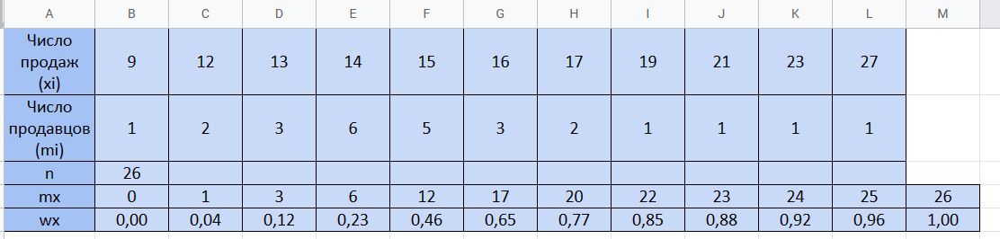 A B C D E F G H I J K L M
Число
продаж
(xi) 9 12 13 14 15 16 17 19 21 23 27
Число
продавцов
(mi) 1 2 3 6 5 3 2 1 1 1 1
n 26
mx 0 1 3 6 12 17 20 22 23 24 25 26
wx 0,00 0,04 0,12 0,23 0,46 0,65 0,77 0,85 0,88 0,92 0,96 1,00